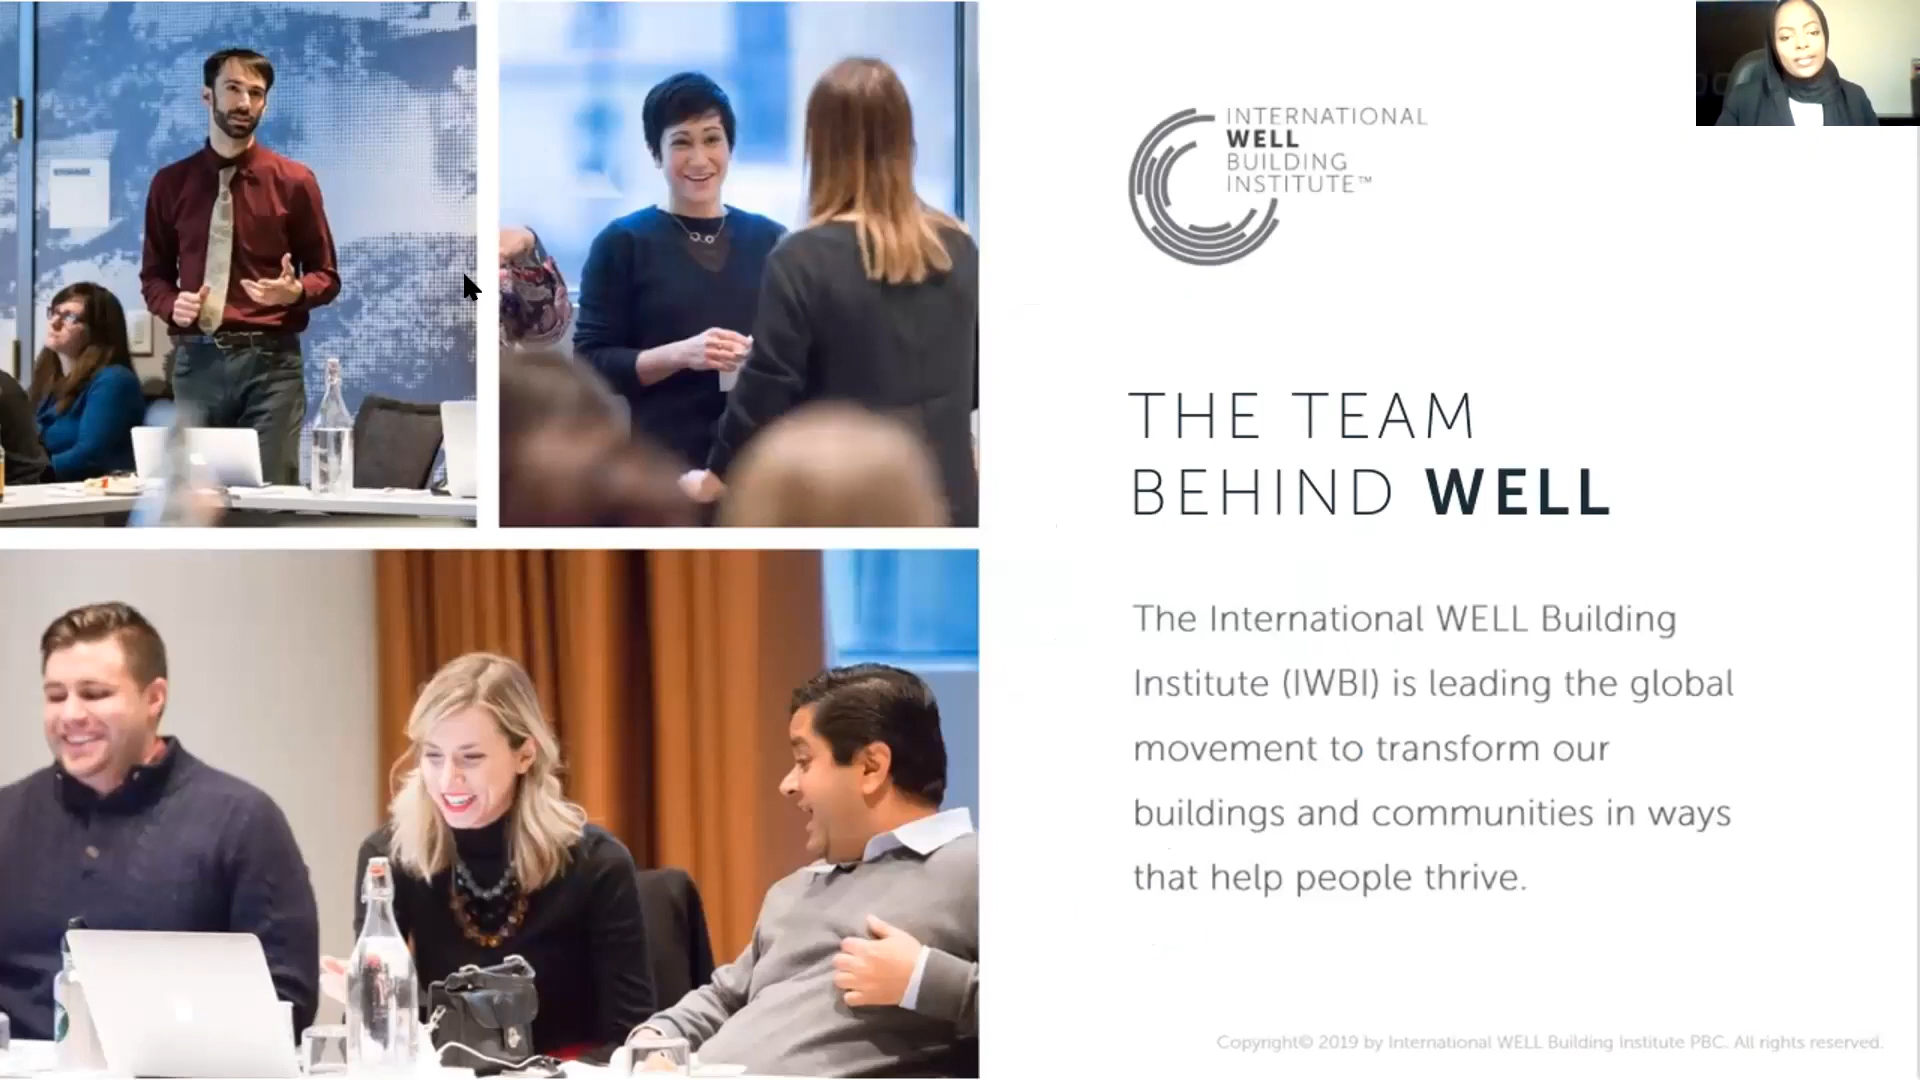 INTERNATIONAL
WELL
BUILDING
INSTITUTE™
THE TEAM
BEHIND WELL
The International WELL Building
Institute (IWBI) is leading the global
movement to transform our
buildings and communities in ways
that help people thrive.
Copyright© 2019 by International WELL Building Institute PBC. All rights reserved.